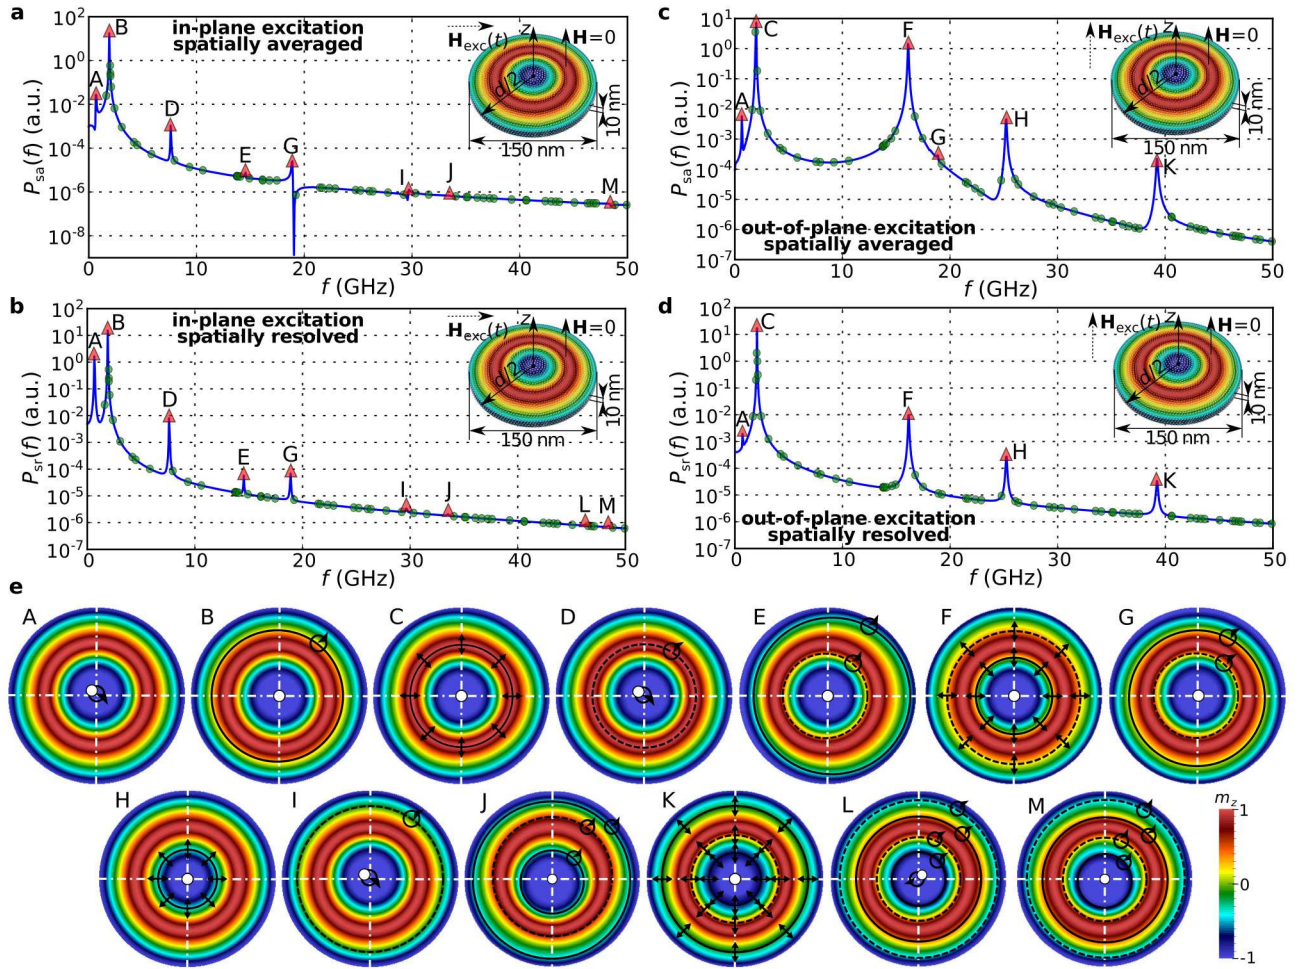 a
in-plane excitation
spatially averaged
H_exc(t)
z
H=0
d/2
10 nm
150 nm
A
B
D
E
G
I
J
M
P_sa(f) (a.u.)
10^2
10^0
10^-2
10^-4
10^-6
10^-8
0 10 20 30 40 50
f (GHz)
c
out-of-plane excitation
spatially averaged
H_exc(t)
z
H=0
d/2
10 nm
150 nm
A
C
F
G
H
K
P_sa(f) (a.u.)
10^1
10^0
10^-1
10^-2
10^-3
10^-4
10^-5
10^-6
10^-7
0 10 20 30 40 50
f (GHz)
b
in-plane excitation
spatially resolved
H_exc(t)
z
H=0
d/2
10 nm
150 nm
A
B
D
E
G
I
J
L M
P_sr(f) (a.u.)
10^2
10^1
10^0
10^-1
10^-2
10^-3
10^-4
10^-5
10^-6
10^-7
0 10 20 30 40 50
f (GHz)
d
out-of-plane excitation
spatially resolved
H_exc(t)
z
H=0
d/2
10 nm
150 nm
A
C
F
H
K
P_sr(f) (a.u.)
10^2
10^1
10^0
10^-1
10^-2
10^-3
10^-4
10^-5
10^-6
10^-7
0 10 20 30 40 50
f (GHz)
e
A B C D E F G
H I J K L M
m_z
1
0
-1